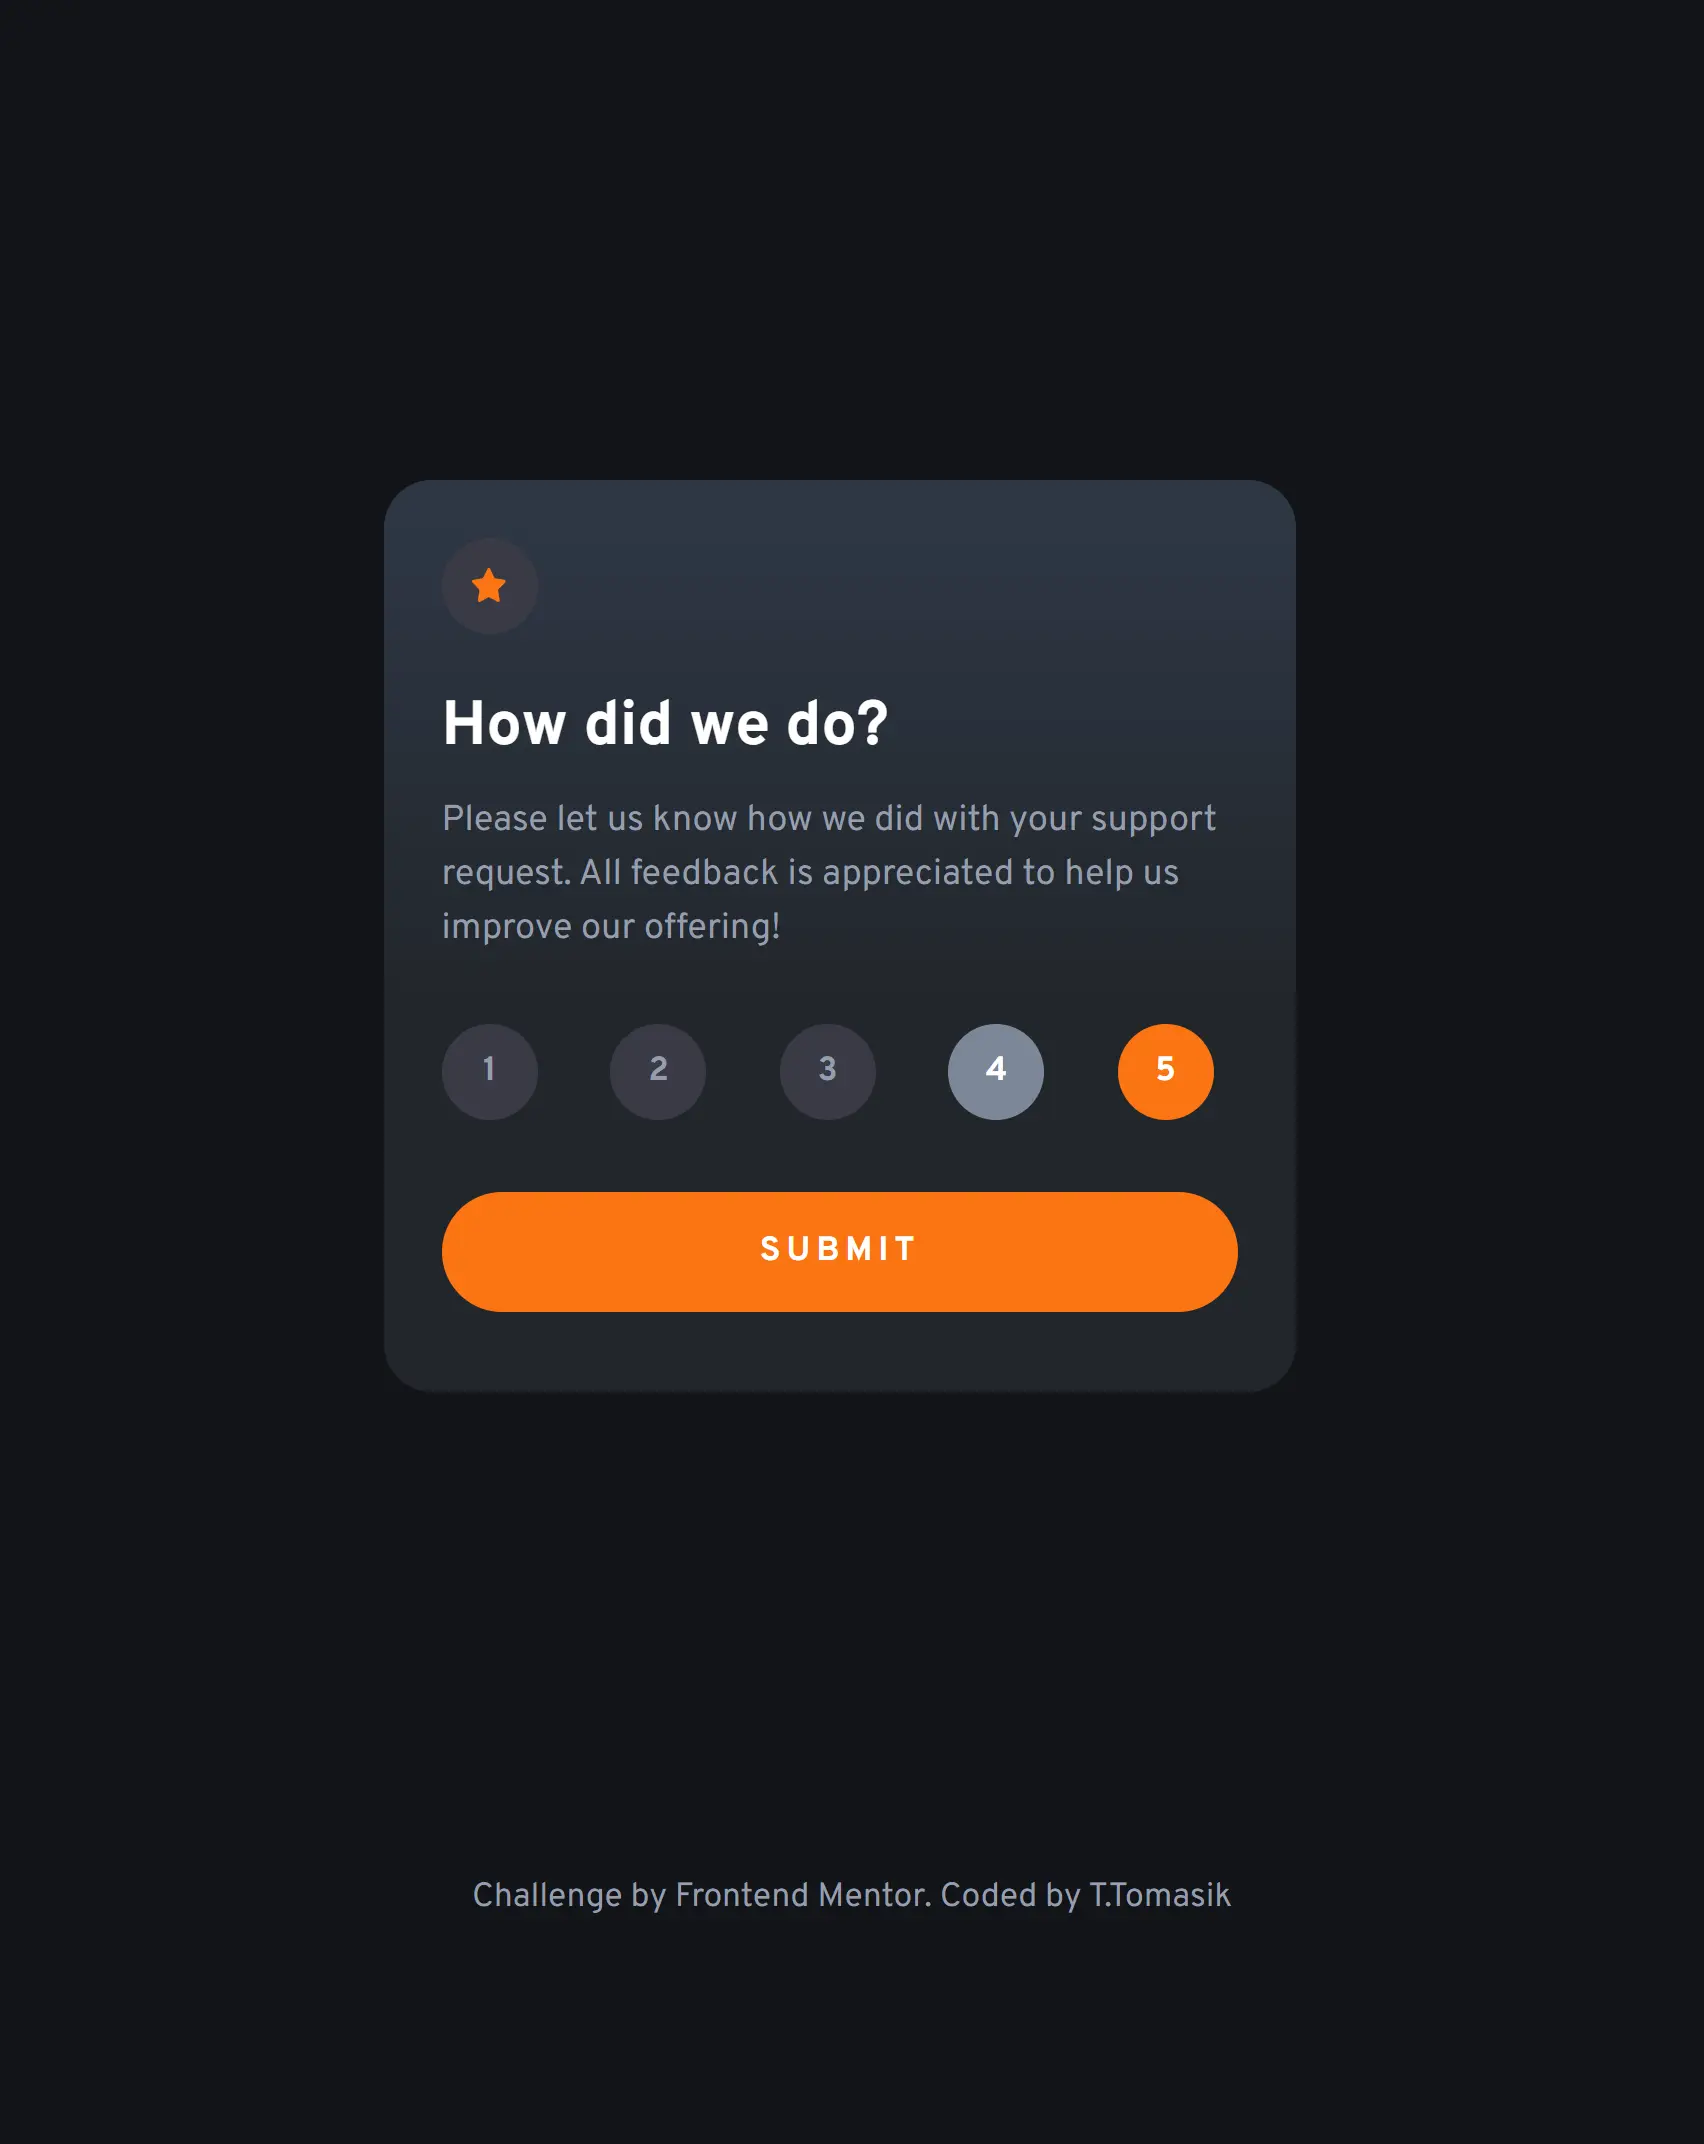 How did we do?
Please let us know how we did with your support
request. All feedback is appreciated to help us
improve our offering!
1 2 3 4 5
SUBMIT
Challenge by Frontend Mentor. Coded by T.Tomasik